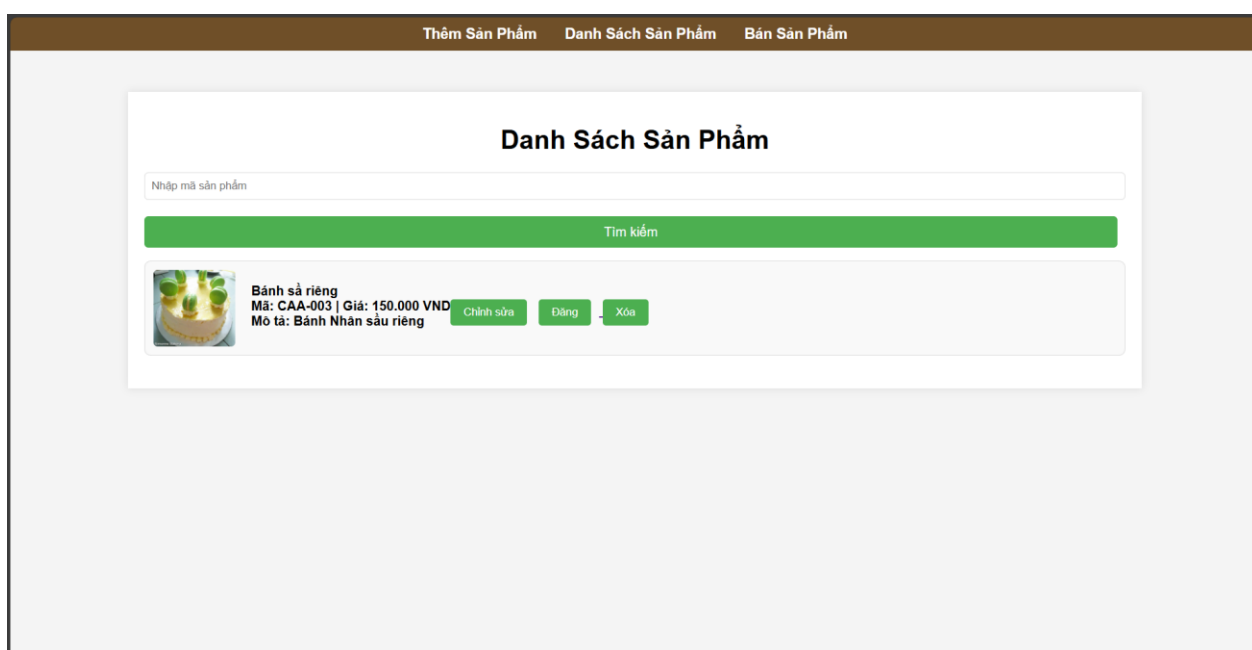 Thêm Sản Phẩm Danh Sách Sản Phẩm Bán Sản Phẩm
Danh Sách Sản Phẩm
Nhập mã sản phẩm
Tìm kiếm
Bánh sầ riêng
Mã: CAA-003 | Giá: 150.000 VND
Mô tả: Bánh Nhân sầu riêng
Chỉnh sửa Đăng Xóa